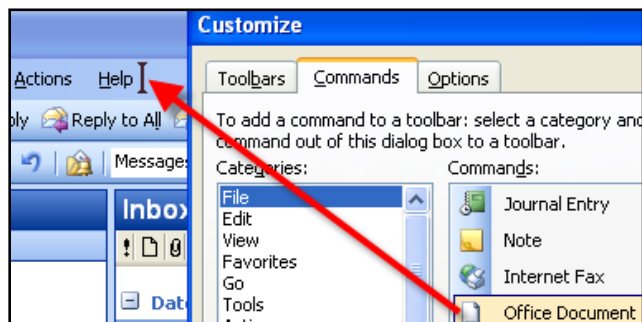 Customize
Actions Help
Toolbars Commands Options
ply Reply to All
To add a command to a toolbar: select a category and
command out of this dialog box to a toolbar.
Messages
Categories: Commands:
Inbox
File
Edit
View
Favorites
Go
Tools
Journal Entry
Note
Internet Fax
Office Document
Date